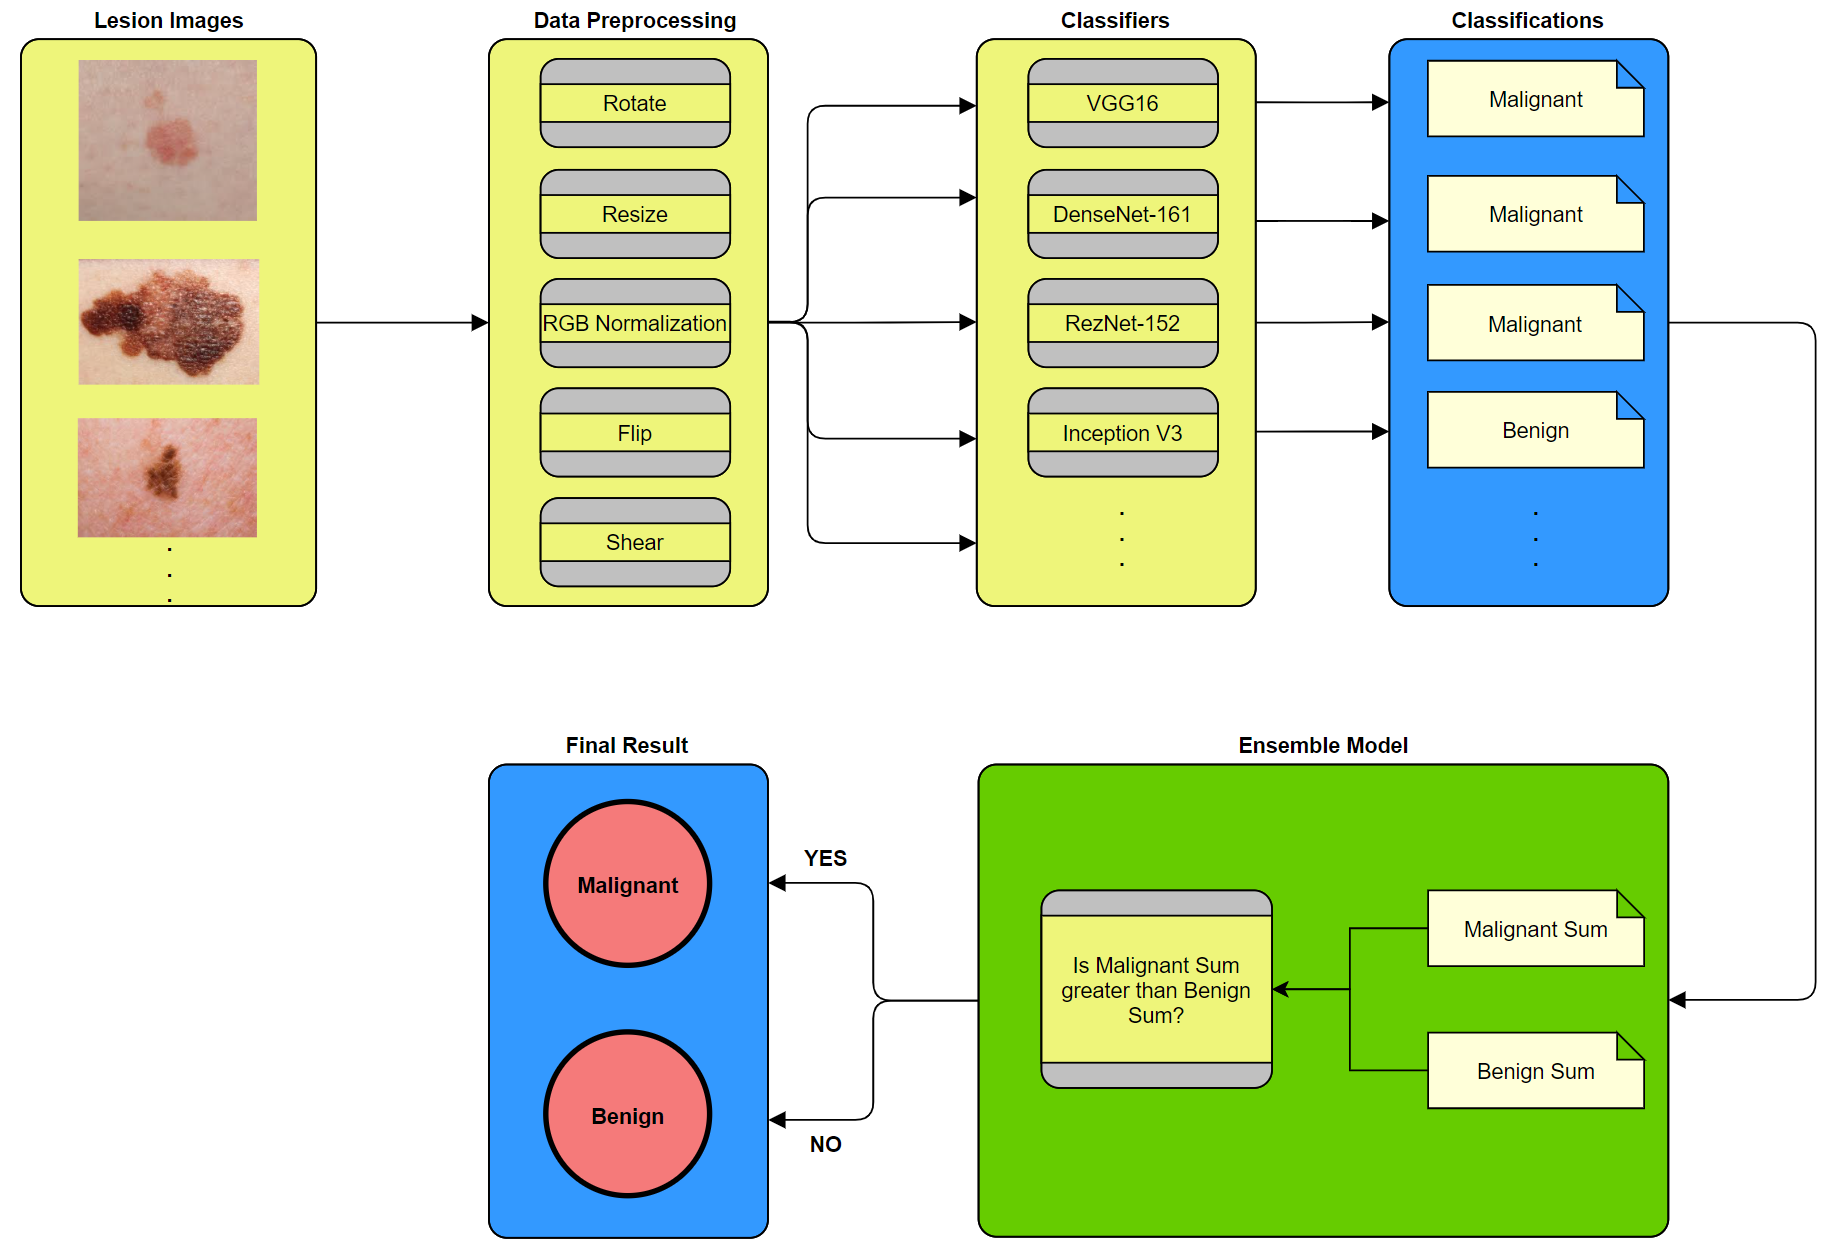 Lesion Images
Data Preprocessing
Classifiers
Classifications
Rotate
Resize
RGB Normalization
Flip
Shear
VGG16
DenseNet-161
RezNet-152
Inception V3
.
.
.
Malignant
Malignant
Malignant
Benign
.
.
.
.
.
.
Ensemble Model
Malignant Sum
Benign Sum
Is Malignant Sum
greater than Benign
Sum?
YES
NO
Final Result
Malignant
Benign